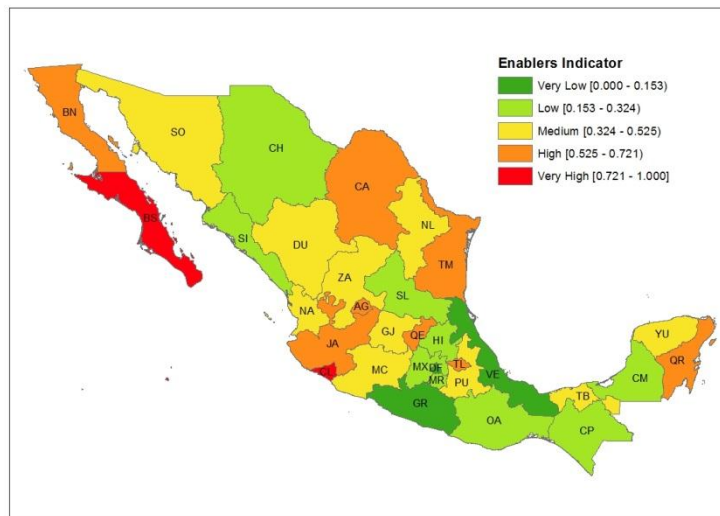 Enablers Indicator
Very Low [0.000 - 0.153)
Low [0.153 - 0.324)
Medium [0.324 - 0.525)
High [0.525 - 0.721)
Very High [0.721 - 1.000]
BN
SO
CH
CA
BS
NL
SI
DU
TM
ZA
SL
NA
AG
YU
GJ
QE
HI
JA
QR
CL
MC
MX
DF
TL
VE
CM
MR
PU
TB
GR
OA
CP